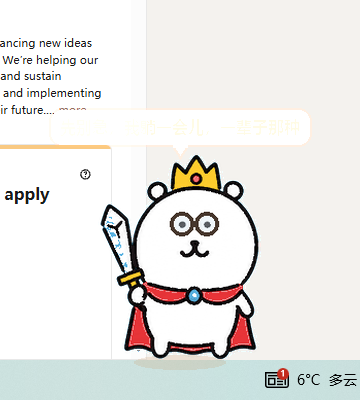 ancing new ideas
We're helping our
and sustain
and implementing
ir future.... more
apply
1
6°C 多云